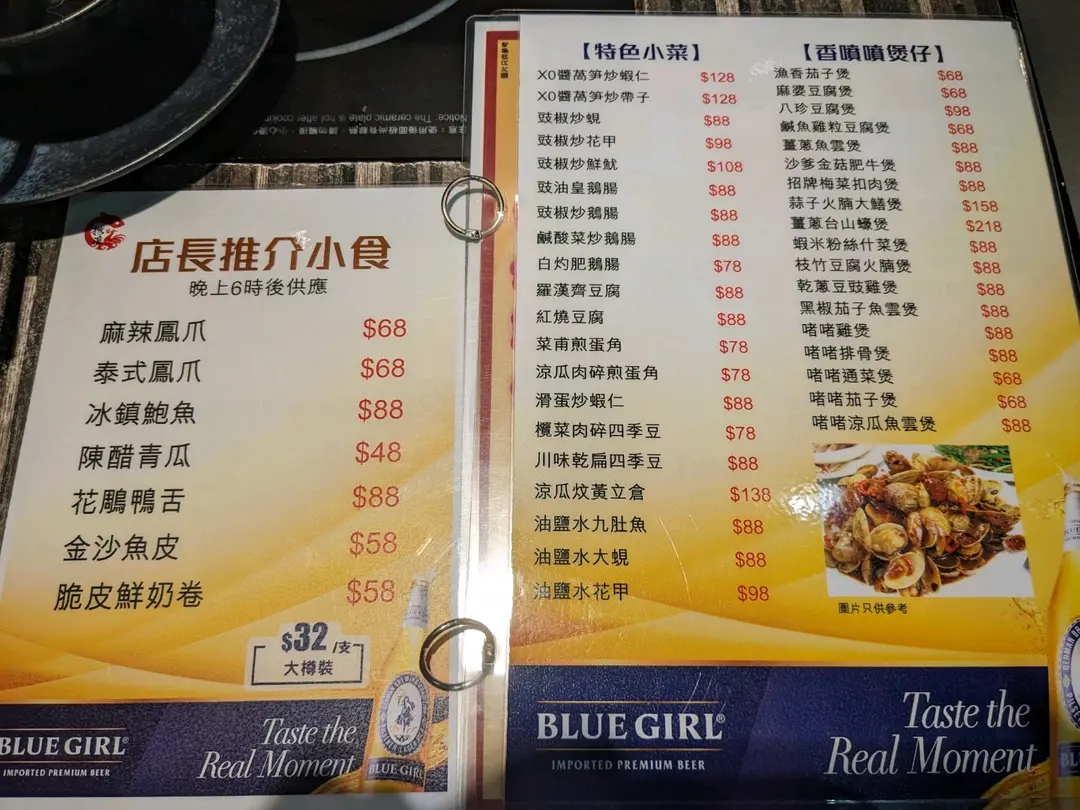 店長推介小食
晚上6時後供應
麻辣鳳爪 $68
泰式鳳爪 $68
冰鎮鮑魚 $88
陳醋青瓜 $48
花鵰鴨舌 $88
金沙魚皮 $58
脆皮鮮奶卷 $58
$32/支
大樽裝
BLUE GIRL®
IMPORTED PREMIUM BEER
Taste the
Real Moment
【特色小菜】
XO醬萵笋炒蝦仁 $128
XO醬萵笋炒帶子 $128
豉椒炒蜆 $88
豉椒炒花甲 $98
豉椒炒鮮魷 $108
豉油皇鵝腸 $88
豉椒炒鵝腸 $88
鹹酸菜炒鵝腸 $88
白灼肥鵝腸 $78
羅漢齊豆腐 $88
紅燒豆腐 $88
菜甫煎蛋角 $78
涼瓜肉碎煎蛋角 $78
滑蛋炒蝦仁 $88
欖菜肉碎四季豆 $78
川味乾扁四季豆 $88
涼瓜炆黃立倉 $138
油鹽水九肚魚 $88
油鹽水大蜆 $88
油鹽水花甲 $98
【香噴噴煲仔】
漁香茄子煲 $68
麻婆豆腐煲 $68
八珍豆腐煲 $98
鹹魚雞粒豆腐煲 $68
薑蔥魚雲煲 $88
沙爹金菇肥牛煲 $88
招牌梅菜扣肉煲 $88
蒜子火腩大鱔煲 $158
薑蔥台山蠔煲 $218
蝦米粉絲什菜煲 $88
枝竹豆腐火腩煲 $88
乾蔥豆豉雞煲 $88
黑椒茄子魚雲煲 $88
啫啫雞煲 $88
啫啫排骨煲 $88
啫啫通菜煲 $68
啫啫茄子煲 $68
啫啫涼瓜魚雲煲 $88
圖片只供參考
BLUE GIRL®
IMPORTED PREMIUM BEER
Taste the
Real Moment
BLUE GIRL